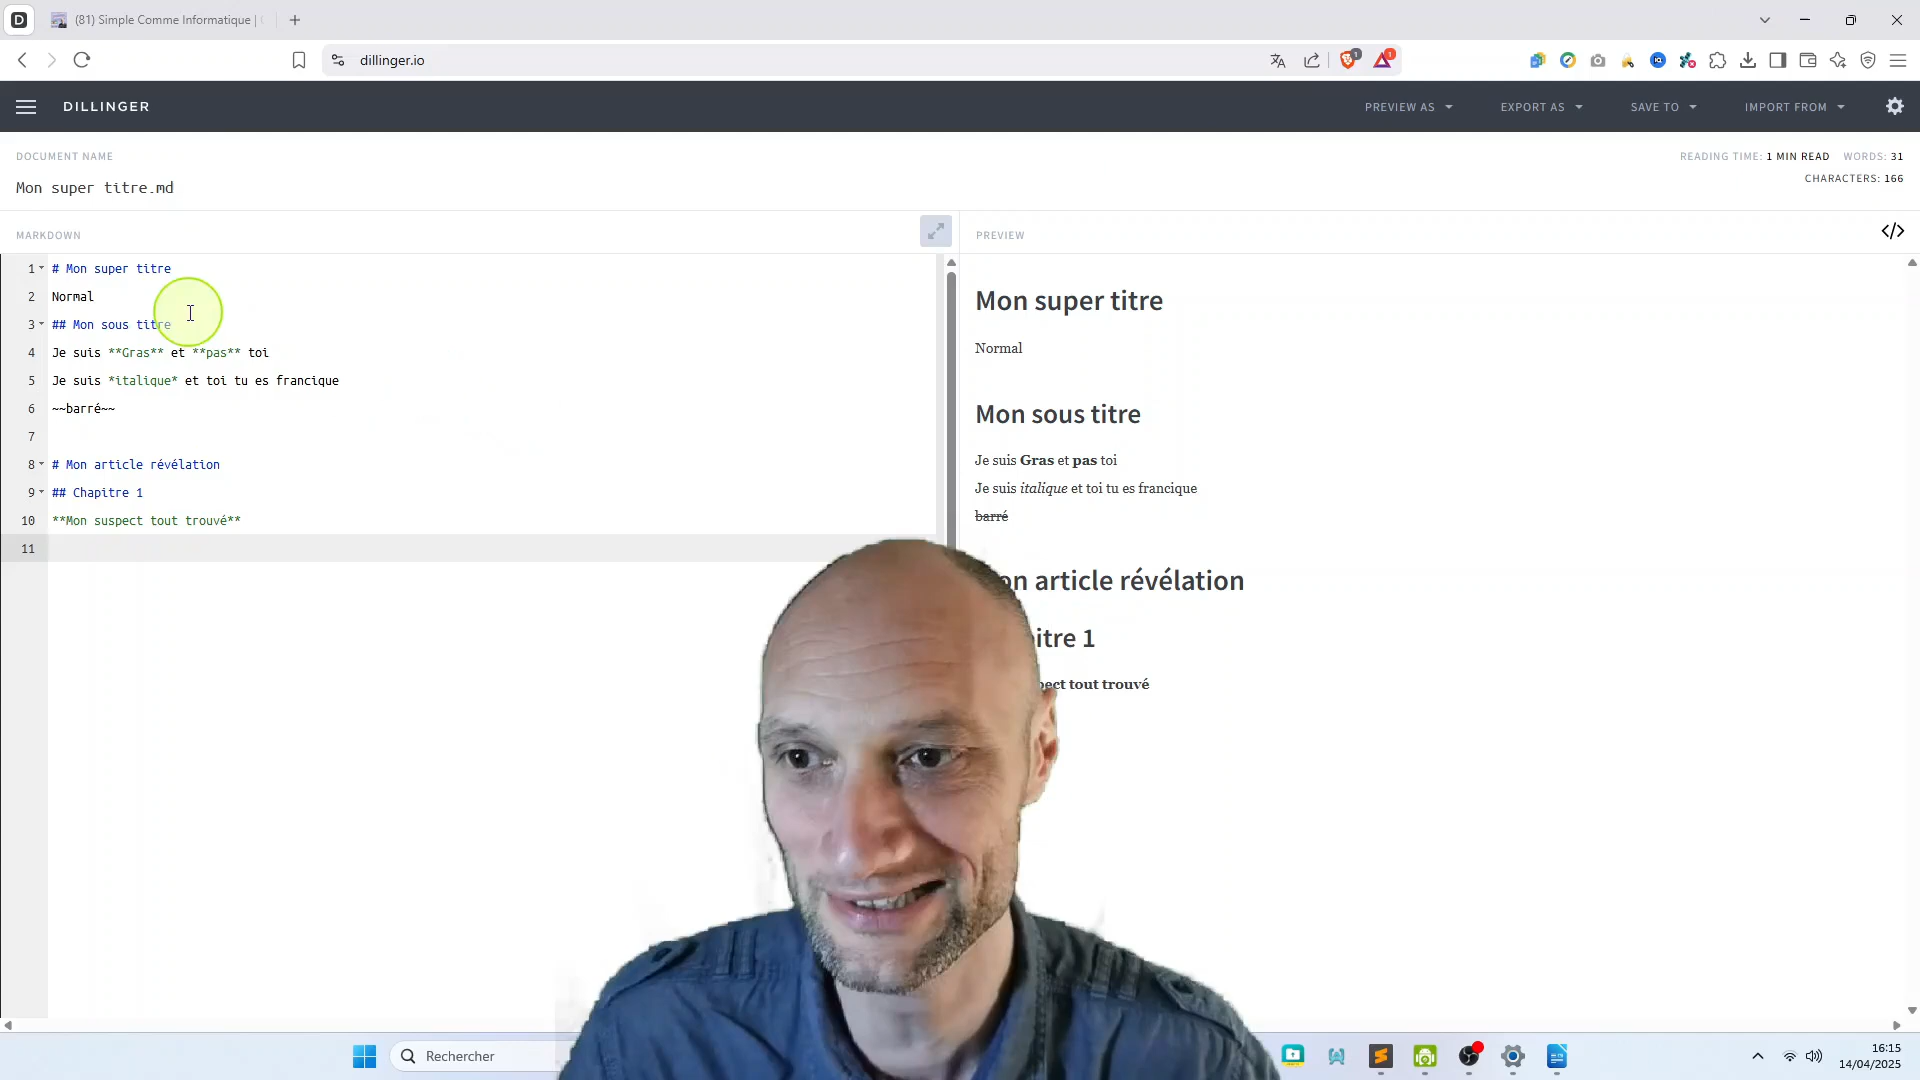 D
(81) Simple Comme Informatique |
dillinger.io
1
1
DILLINGER
PREVIEW AS
EXPORT AS
SAVE TO
IMPORT FROM
DOCUMENT NAME
READING TIME: 1 MIN READ WORDS: 31
CHARACTERS: 166
Mon super titre.md
MARKDOWN
1 # Mon super titre
2 Normal
3 ## Mon sous titre
4 Je suis **Gras** et **pas** toi
5 Je suis *italique* et toi tu es francique
6 ~~barré~~
7
8 # Mon article révélation
9 ## Chapitre 1
10 **Mon suspect tout trouvé**
11
PREVIEW
</>
Mon super titre
Normal
Mon sous titre
Je suis Gras et pas toi
Je suis italique et toi tu es francique
barré
on article révélation
itre 1
pect tout trouvé
Rechercher
16:15
14/04/2025